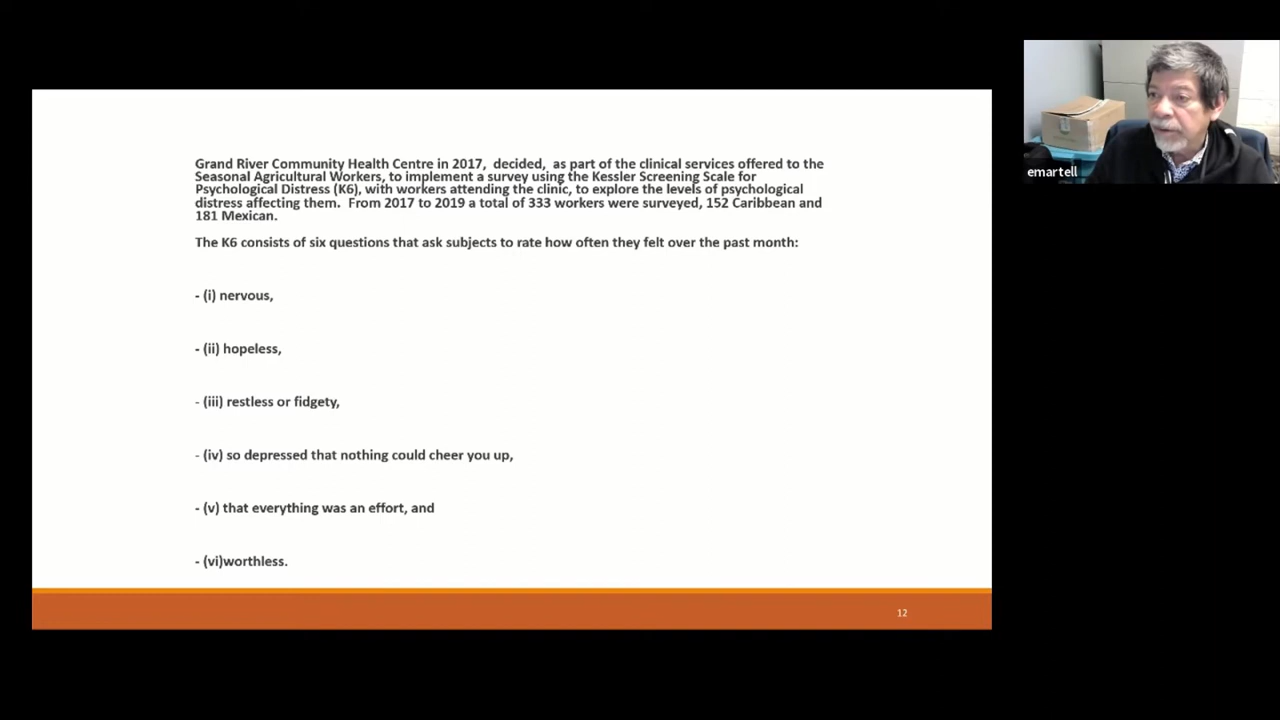 Grand River Community Health Centre in 2017, decided, as part of the clinical services offered to the
Seasonal Agricultural Workers, to implement a survey using the Kessler Screening Scale for
Psychological Distress (K6), with workers attending the clinic, to explore the levels of psychological
distress affecting them. From 2017 to 2019 a total of 333 workers were surveyed, 152 Caribbean and
181 Mexican.
The K6 consists of six questions that ask subjects to rate how often they felt over the past month:
- (i) nervous,
- (ii) hopeless,
- (iii) restless or fidgety,
- (iv) so depressed that nothing could cheer you up,
- (v) that everything was an effort, and
- (vi)worthless.
12
emartell